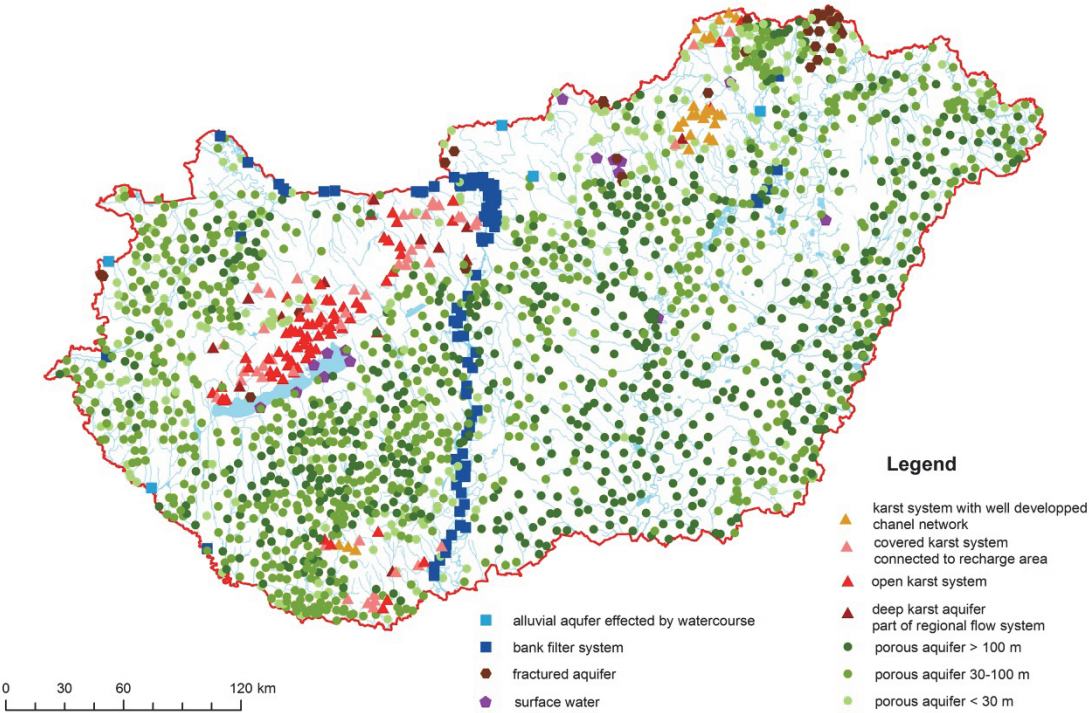 Legend
karst system with well developped
chanel network
covered karst system
connected to recharge area
open karst system
deep karst aquifer
part of regional flow system
porous aquifer > 100 m
porous aquifer 30-100 m
porous aquifer < 30 m
alluvial aqufer effected by watercourse
bank filter system
fractured aquifer
surface water
0 30 60 120 km